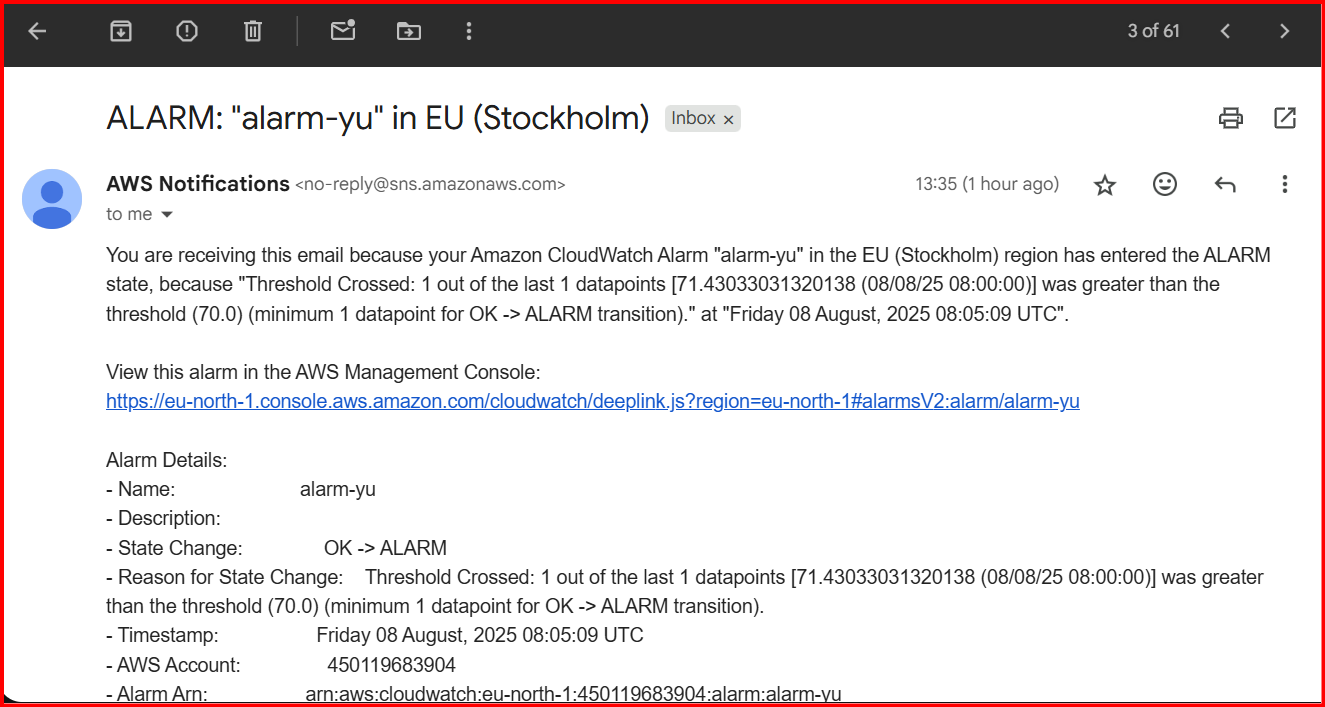 3 of 61
ALARM: "alarm-yu" in EU (Stockholm) Inbox ×
AWS Notifications <no-reply@sns.amazonaws.com> 13:35 (1 hour ago)
to me
You are receiving this email because your Amazon CloudWatch Alarm "alarm-yu" in the EU (Stockholm) region has entered the ALARM
state, because "Threshold Crossed: 1 out of the last 1 datapoints [71.43033031320138 (08/08/25 08:00:00)] was greater than the
threshold (70.0) (minimum 1 datapoint for OK -> ALARM transition)." at "Friday 08 August, 2025 08:05:09 UTC".
View this alarm in the AWS Management Console:
https://eu-north-1.console.aws.amazon.com/cloudwatch/deeplink.js?region=eu-north-1#alarmsV2:alarm/alarm-yu
Alarm Details:
- Name: alarm-yu
- Description:
- State Change: OK -> ALARM
- Reason for State Change: Threshold Crossed: 1 out of the last 1 datapoints [71.43033031320138 (08/08/25 08:00:00)] was greater
than the threshold (70.0) (minimum 1 datapoint for OK -> ALARM transition).
- Timestamp: Friday 08 August, 2025 08:05:09 UTC
- AWS Account: 450119683904
- Alarm Arn: arn:aws:cloudwatch:eu-north-1:450119683904:alarm:alarm-yu